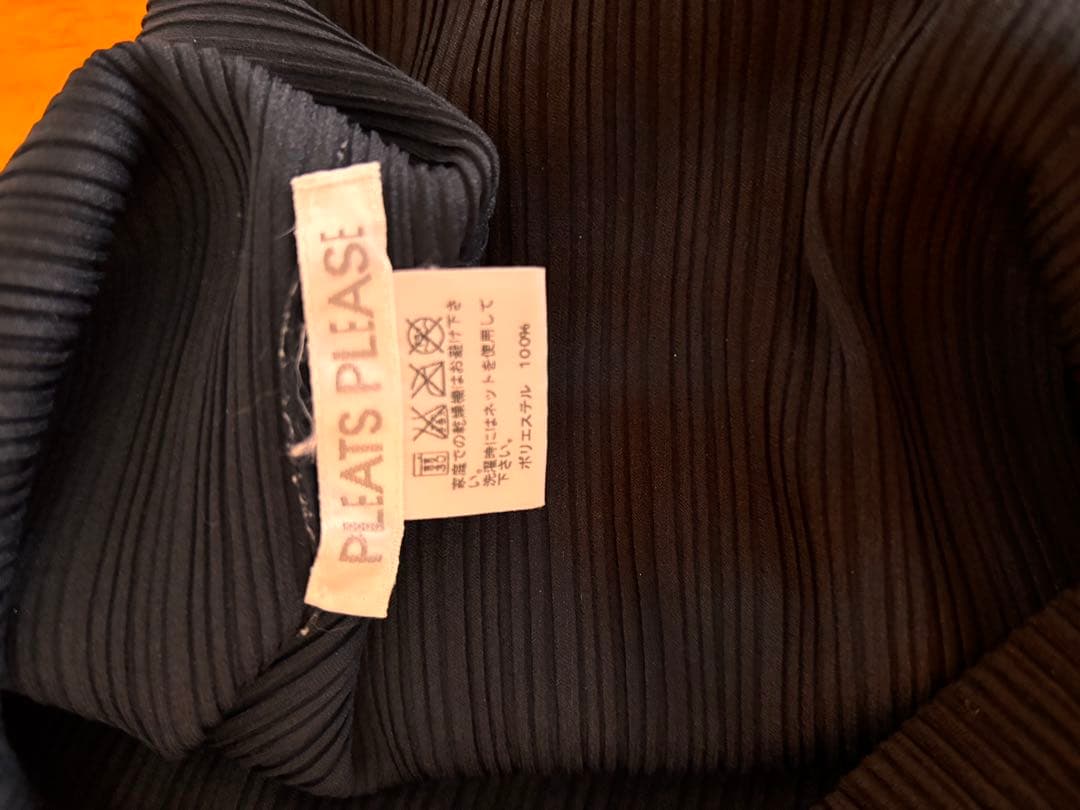 PLEATS PLEASE
家庭での乾燥機はお避け下さ
い。
洗濯時にはネットを使用して
下さい。
ポリエステル 100%